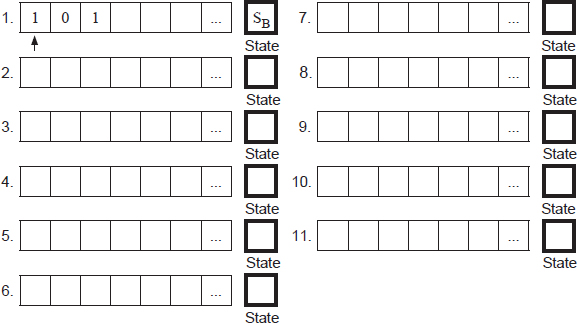 1. 1 0 1 ... S_B
State
2. ...
State
3. ...
State
4. ...
State
5. ...
State
6. ...
State
7. ...
State
8. ...
State
9. ...
State
10. ...
State
11. ...
State